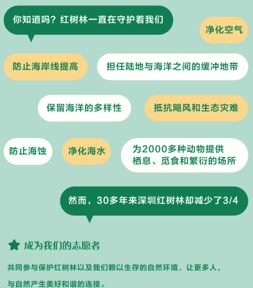 你知道吗？红树林一直在守护着我们
净化空气
防止海岸线提高
担任陆地与海洋之间的缓冲地带
保留海洋的多样性
抵抗飓风和生态灾难
防止海蚀
净化海水
为2000多种动物提供
栖息、觅食和繁衍的场所
然而，30多年来深圳红树林却减少了3/4
成为我们的志愿者
共同参与保护红树林以及我们赖以生存的自然环境，让更多人，
与自然产生美好和谐的连接。